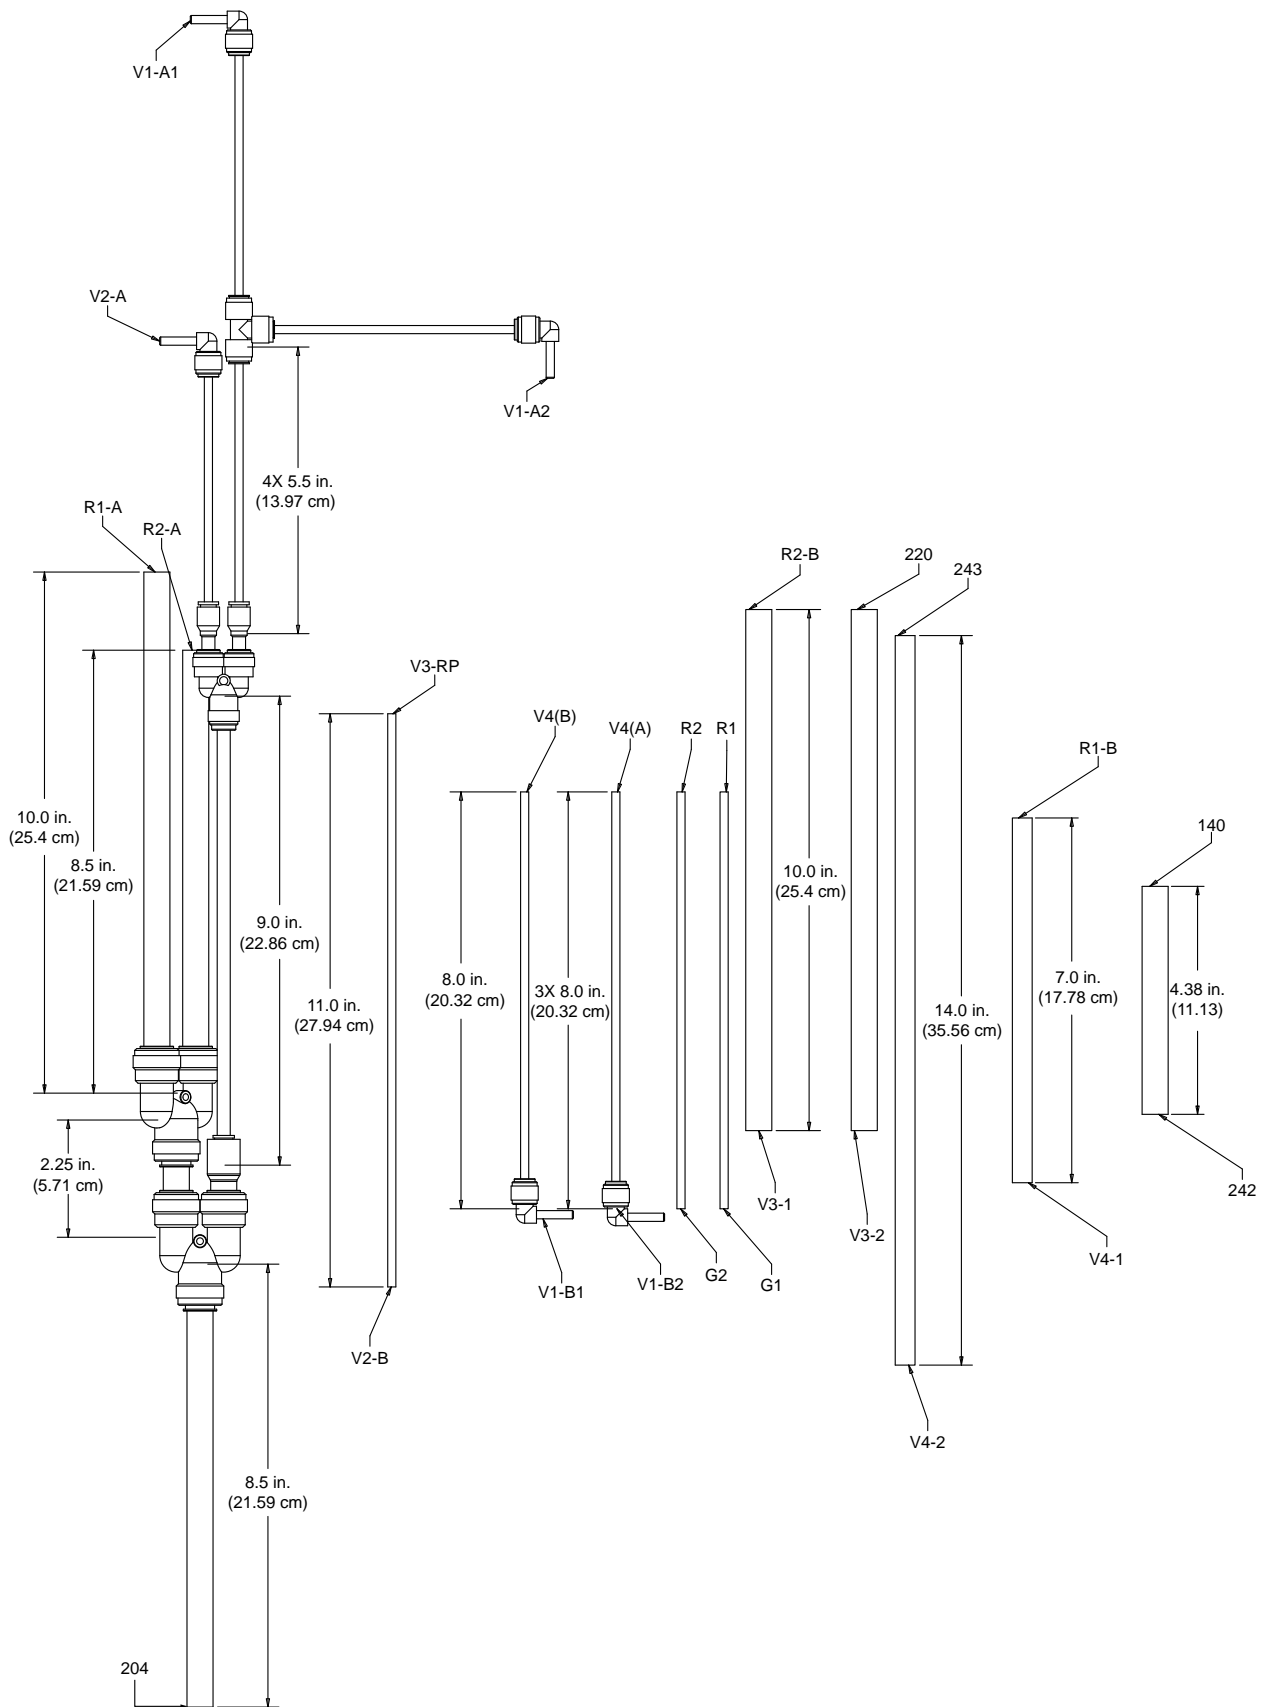 V1-A1
V2-A
V1-A2
4X 5.5 in.
(13.97 cm)
R1-A
R2-A
R2-B
220
243
V3-RP
V4(B)
V4(A)
R2
R1
R1-B
10.0 in.
(25.4 cm)
8.5 in.
(21.59 cm)
140
10.0 in.
(25.4 cm)
9.0 in.
(22.86 cm)
11.0 in.
(27.94 cm)
8.0 in.
(20.32 cm)
3X 8.0 in.
(20.32 cm)
14.0 in.
(35.56 cm)
7.0 in.
(17.78 cm)
4.38 in.
(11.13)
2.25 in.
(5.71 cm)
242
V3-1
V3-2
V4-1
G2
G1
V1-B1
V1-B2
V2-B
V4-2
8.5 in.
(21.59 cm)
204